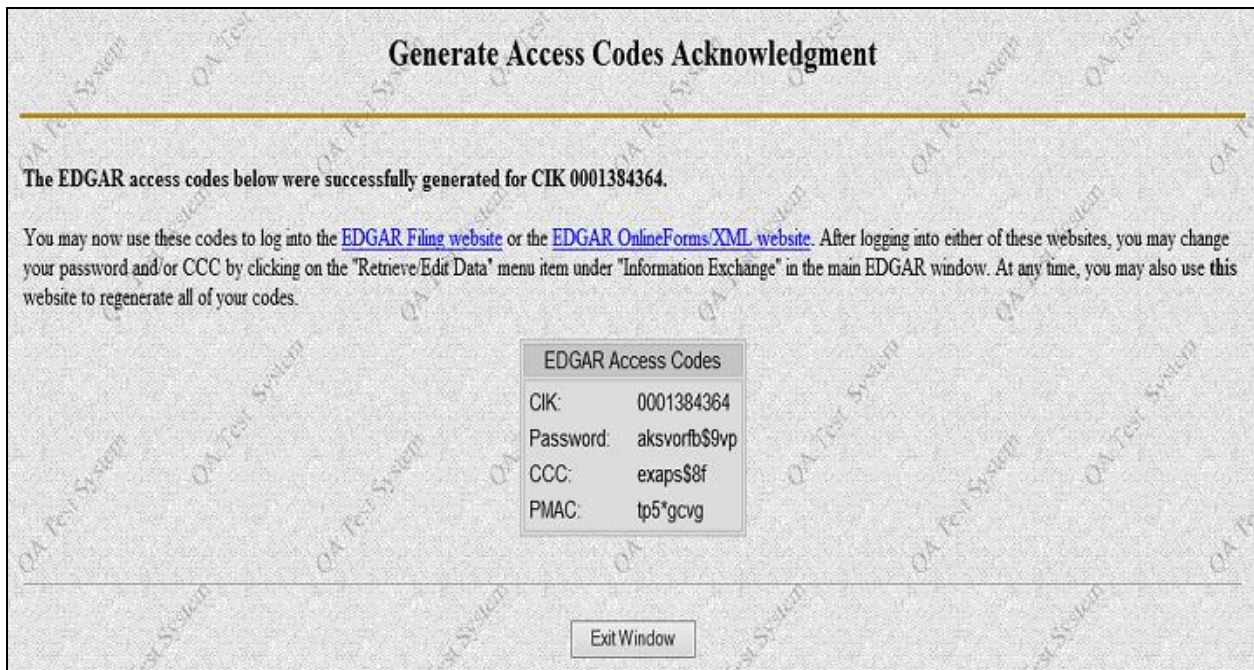 Generate Access Codes Acknowledgment
The EDGAR access codes below were successfully generated for CIK 0001384364.
You may now use these codes to log into the EDGAR Filing website or the EDGAR OnlineForms/XML website. After logging into either of these websites, you may change
your password and/or CCC by clicking on the "Retrieve/Edit Data" menu item under "Information Exchange" in the main EDGAR window. At any time, you may also use this
website to regenerate all of your codes.
EDGAR Access Codes
CIK: 0001384364
Password: aksvorfb$9vp
CCC: exaps$8f
PMAC: tp5*gcvg
Exit Window
QA Test System